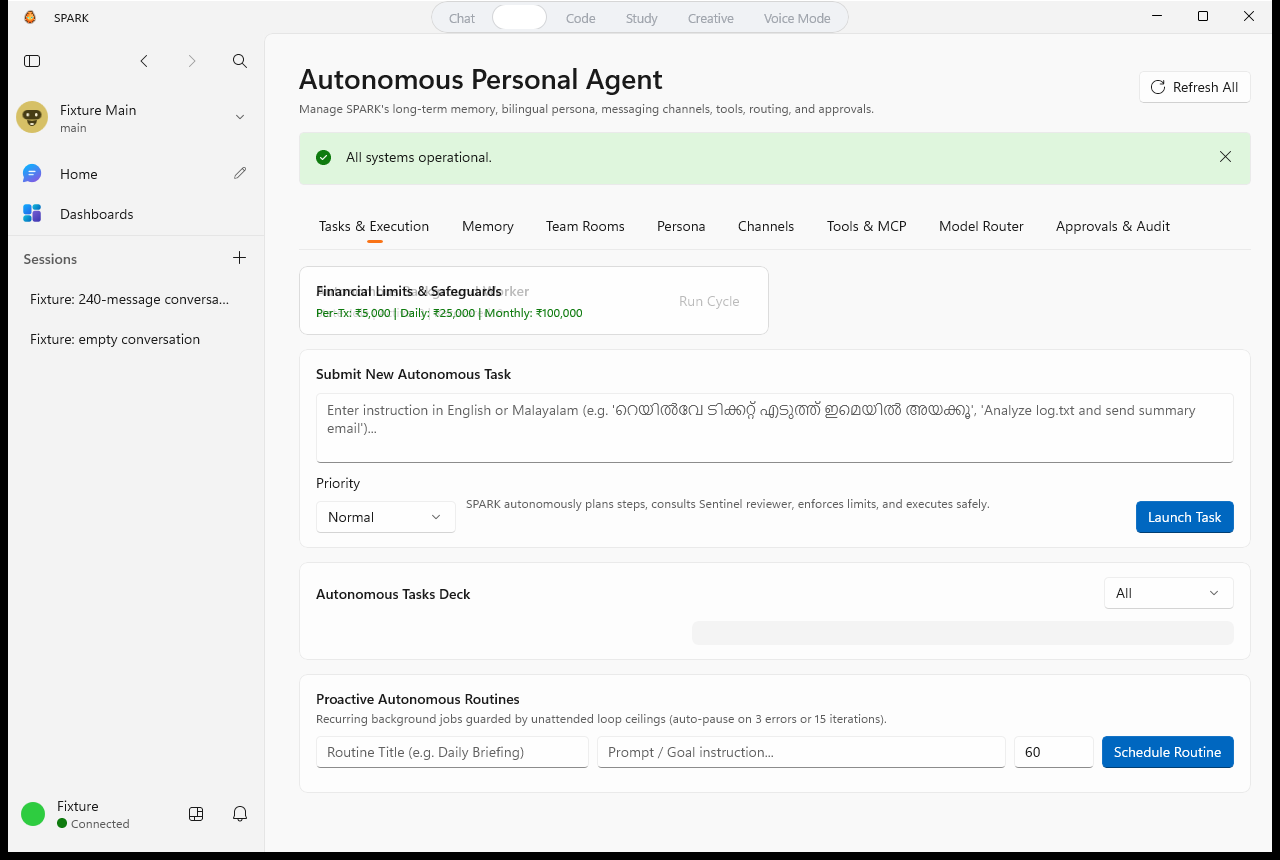 SPARK
Chat
Code
Study
Creative
Voice Mode
Fixture Main
main
Home
Dashboards
Sessions
Fixture: 240-message conversa...
Fixture: empty conversation
Fixture
Connected
Autonomous Personal Agent
Manage SPARK's long-term memory, bilingual persona, messaging channels, tools, routing, and approvals.
Refresh All
All systems operational.
Tasks & Execution
Memory
Team Rooms
Persona
Channels
Tools & MCP
Model Router
Approvals & Audit
Financial Limits & Safeguards
Per-Tx: ₹5,000 | Daily: ₹25,000 | Monthly: ₹100,000
Run Cycle
Submit New Autonomous Task
Enter instruction in English or Malayalam (e.g. 'റെയിൽവേ ടിക്കറ്റ് എടുത്ത് ഇമെയിൽ അയക്കൂ', 'Analyze log.txt and send summary
email')...
Priority
Normal
SPARK autonomously plans steps, consults Sentinel reviewer, enforces limits, and executes safely.
Launch Task
Autonomous Tasks Deck
All
Proactive Autonomous Routines
Recurring background jobs guarded by unattended loop ceilings (auto-pause on 3 errors or 15 iterations).
Routine Title (e.g. Daily Briefing)
Prompt / Goal instruction...
60
Schedule Routine